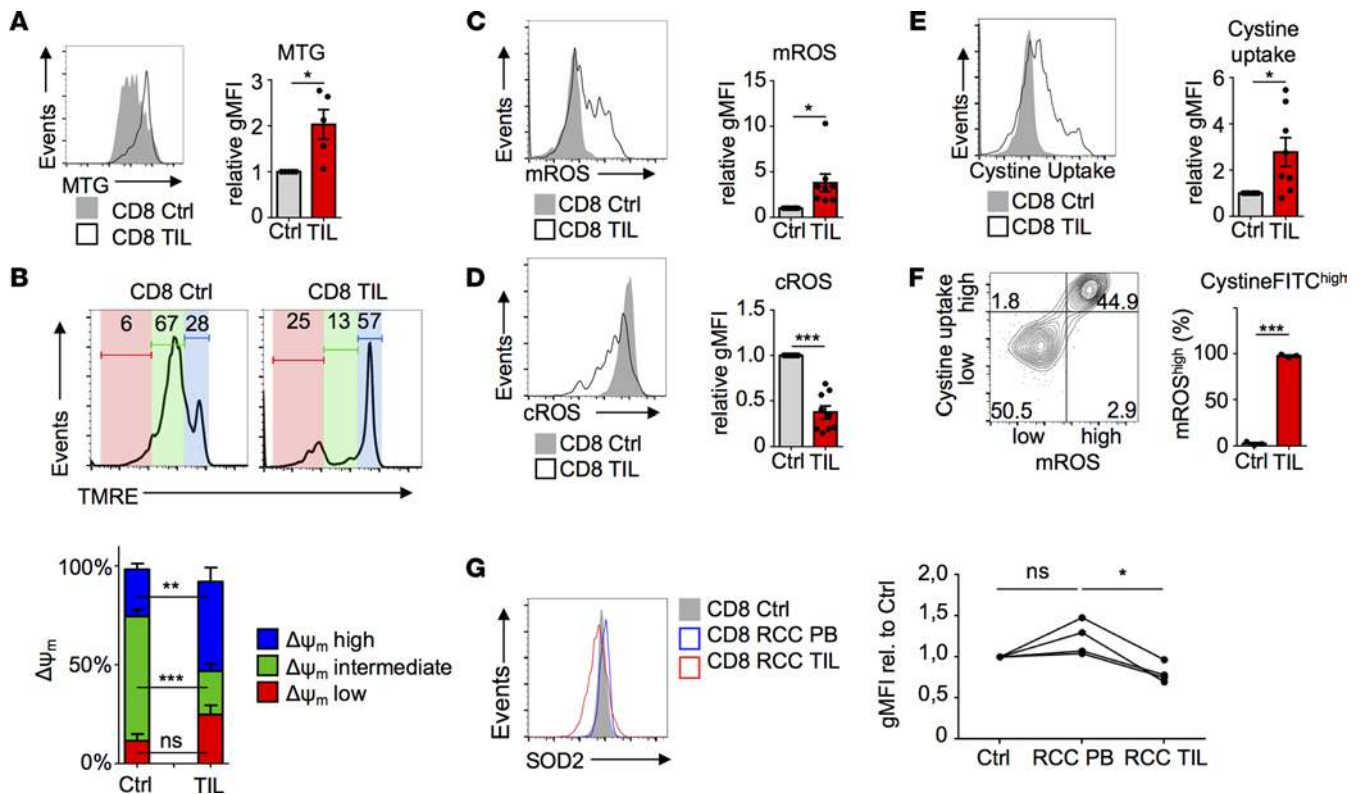 A
MTG
relative gMFI
3
2
1
0
*
Ctrl TIL
Events
MTG
CD8 Ctrl
CD8 TIL
B
CD8 Ctrl
CD8 TIL
6
67
28
25
13
57
Events
TMRE
100%
50%
0%
Δψm
**
***
ns
Ctrl
TIL
Δψm high
Δψm intermediate
Δψm low
C
Events
mROS
CD8 Ctrl
CD8 TIL
mROS
relative gMFI
15
10
5
0
*
Ctrl TIL
D
Events
cROS
CD8 Ctrl
CD8 TIL
cROS
relative gMFI
1.5
1.0
0.5
0
***
Ctrl TIL
E
Events
Cystine Uptake
CD8 Ctrl
CD8 TIL
Cystine
uptake
relative gMFI
6
4
2
0
*
Ctrl TIL
F
Cystine uptake
low
high
1.8
44.9
50.5
2.9
low
high
mROS
CystineFITChigh
mROShigh (%)
100
50
0
***
Ctrl TIL
G
Events
SOD2
CD8 Ctrl
CD8 RCC PB
CD8 RCC TIL
gMFI rel. to Ctrl
2,0
1,5
1,0
0,5
0
ns
*
Ctrl
RCC PB
RCC TIL